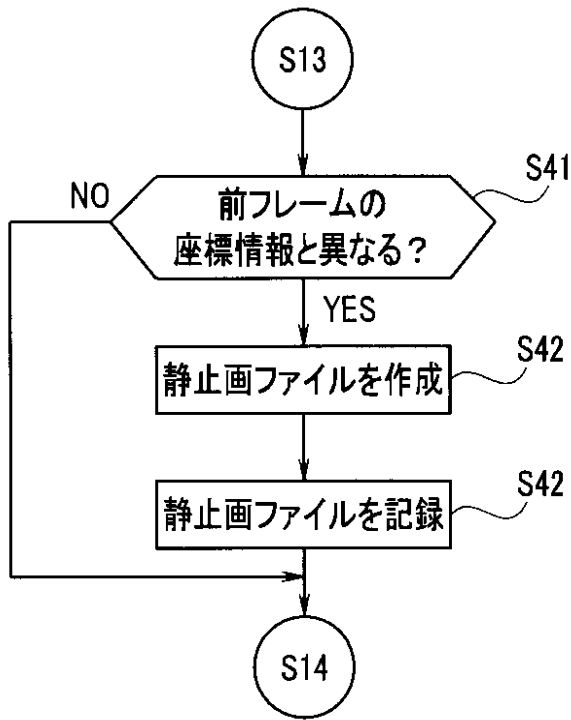 S13
S41
NO
前フレームの
座標情報と異なる？
YES
S42
静止画ファイルを作成
S42
静止画ファイルを記録
S14